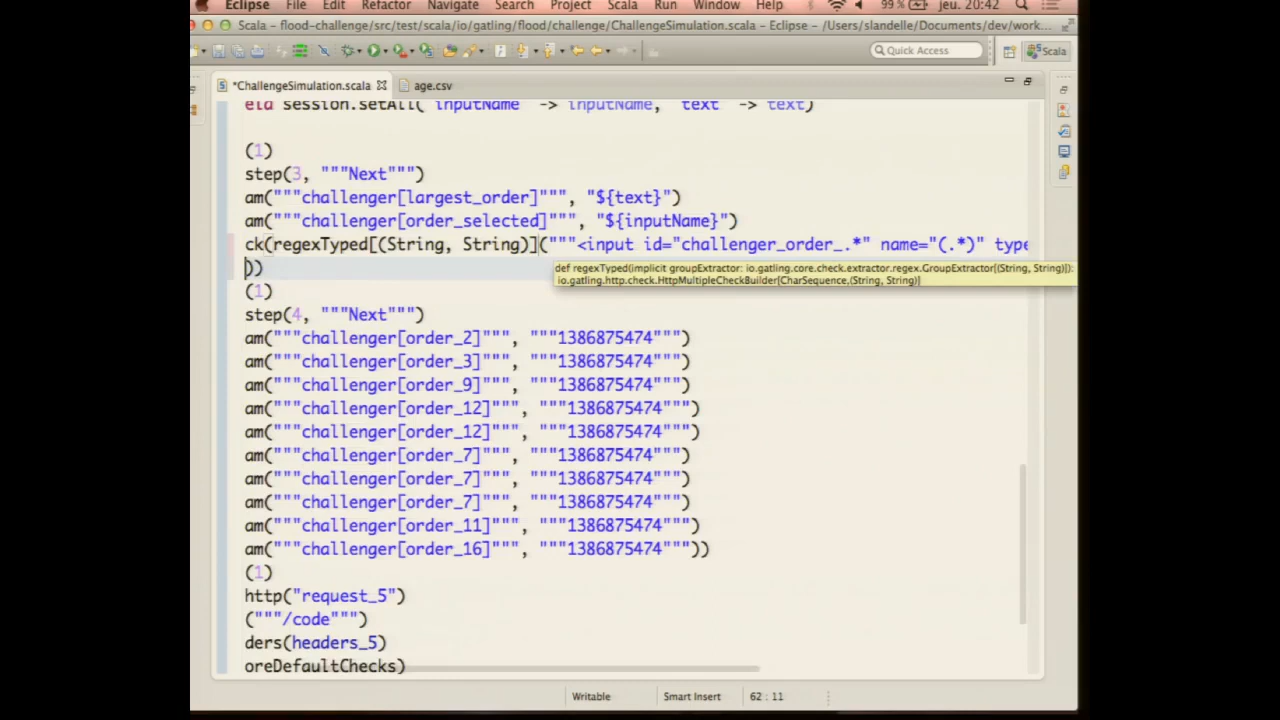 Eclipse File Edit Refactor Navigate Search Project Scala Run Window Help 99 % jeu. 20:42
Scala – flood-challenge/src/test/scala/io/gatling/flood/challenge/ChallengeSimulation.scala – Eclipse – /Users/slandelle/Documents/dev/work…
Quick Access
Scala
*ChallengeSimulation.scala
age.csv
eld session.setAll( inputName -> inputName, text -> text)
(1)
step(3, """Next""")
am("""challenger[largest_order]""", "${text}")
am("""challenger[order_selected]""", "${inputName}")
ck(regexTyped[(String, String)]("""<input id="challenger_order_.*" name="(.*)" type
))
def regexTyped(implicit groupExtractor: io.gatling.core.check.extractor.regex.GroupExtractor[(String, String)]):
io.gatling.http.check.HttpMultipleCheckBuilder[CharSequence,(String, String)]
(1)
step(4, """Next""")
am("""challenger[order_2]""", """1386875474""")
am("""challenger[order_3]""", """1386875474""")
am("""challenger[order_9]""", """1386875474""")
am("""challenger[order_12]""", """1386875474""")
am("""challenger[order_12]""", """1386875474""")
am("""challenger[order_7]""", """1386875474""")
am("""challenger[order_7]""", """1386875474""")
am("""challenger[order_7]""", """1386875474""")
am("""challenger[order_11]""", """1386875474""")
am("""challenger[order_16]""", """1386875474"""))
(1)
http("request_5")
("""/code""")
ders(headers_5)
oreDefaultChecks)
Writable
Smart Insert
62 : 11